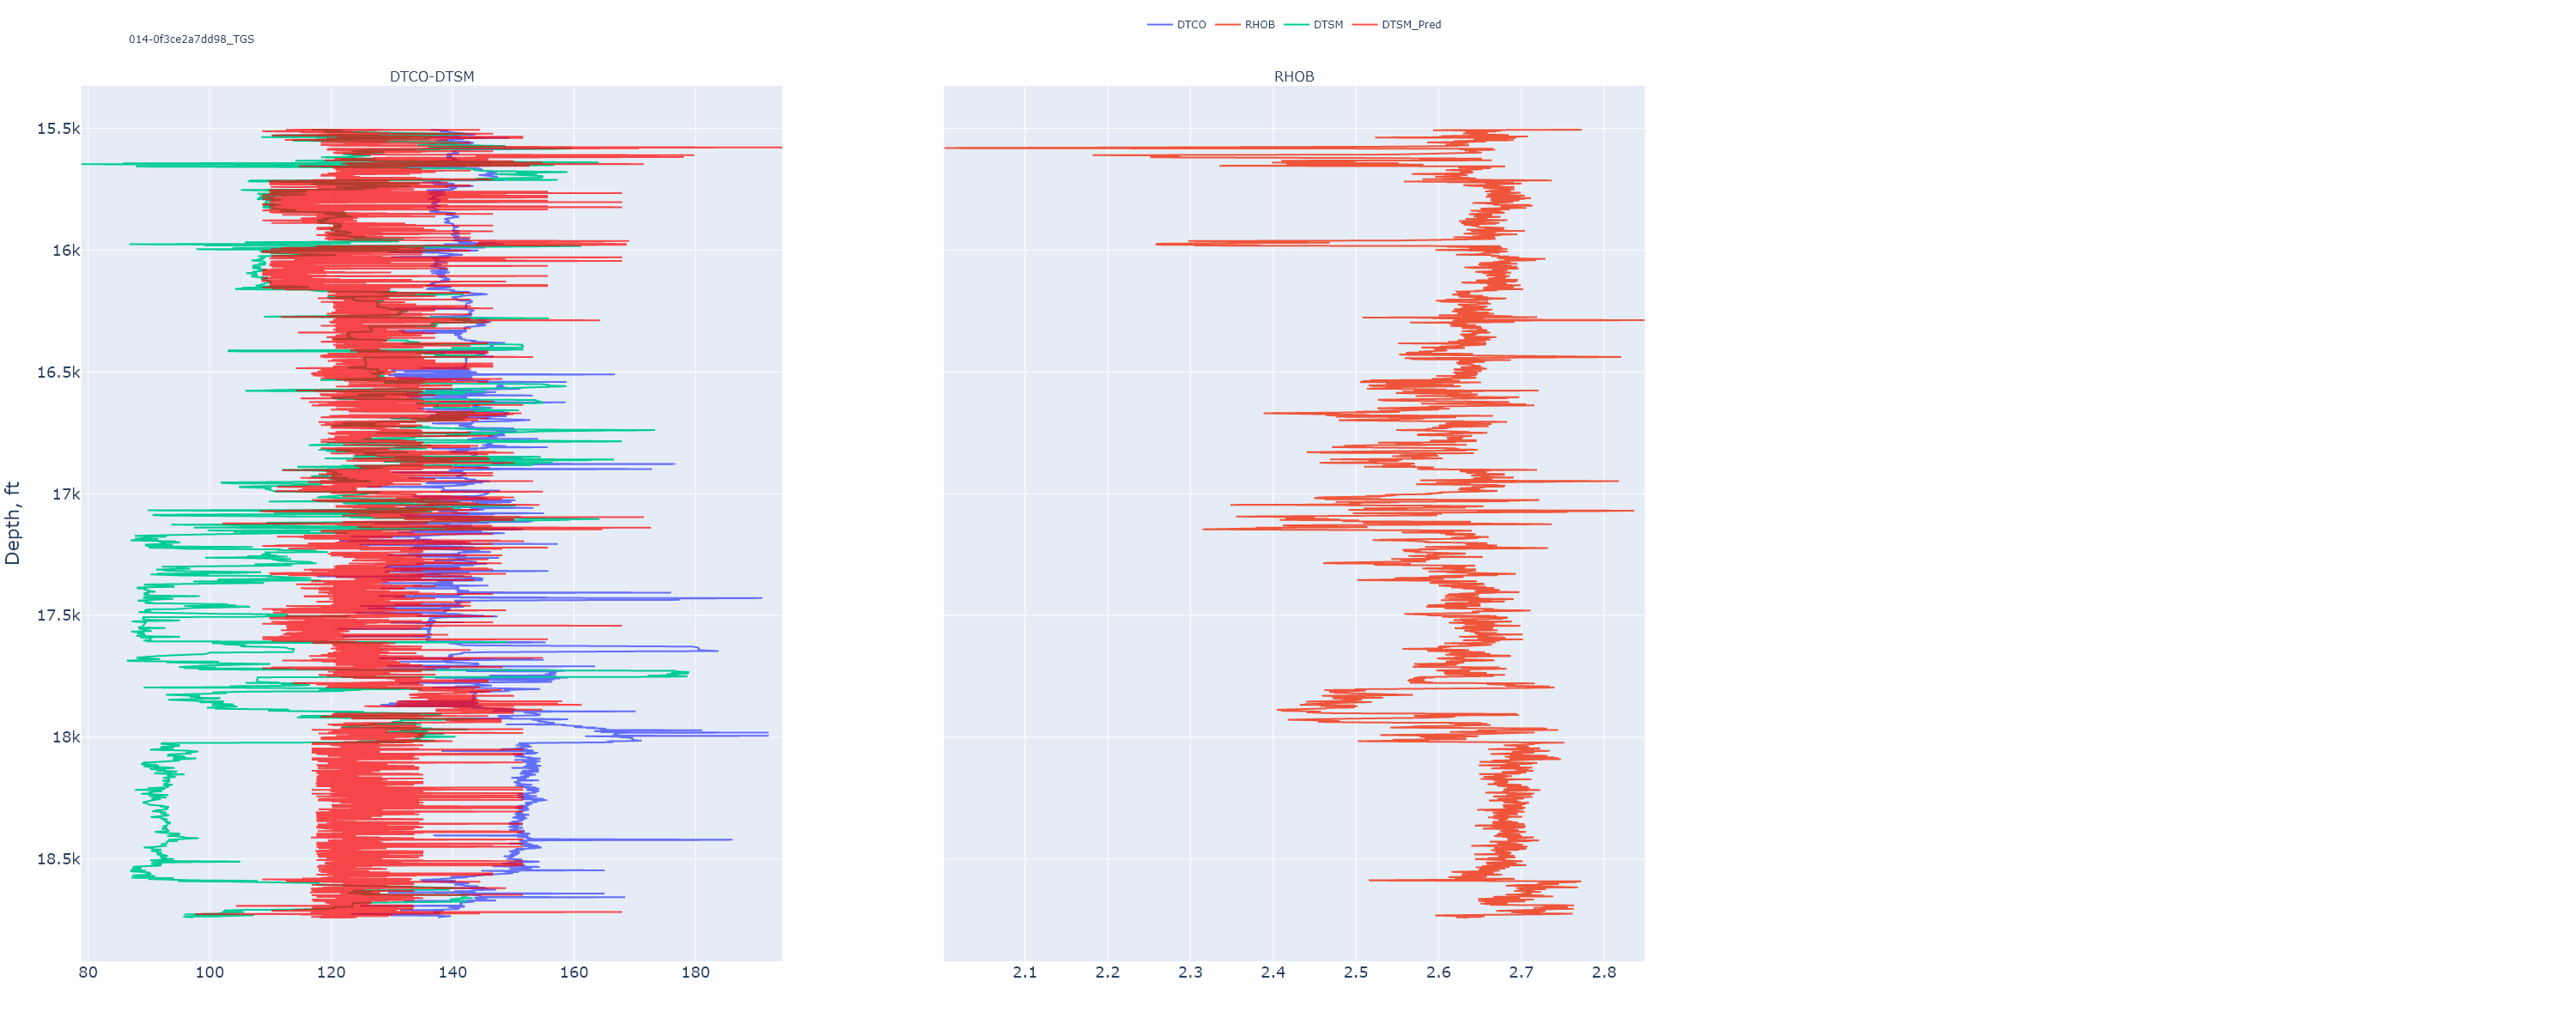 DTCO RHOB DTSM DTSM_Pred
014-0f3ce2a7dd98_TGS
DTCO-DTSM RHOB
15.5k
16k
16.5k
17k
17.5k
18k
18.5k
Depth, ft
80 100 120 140 160 180 2.1 2.2 2.3 2.4 2.5 2.6 2.7 2.8